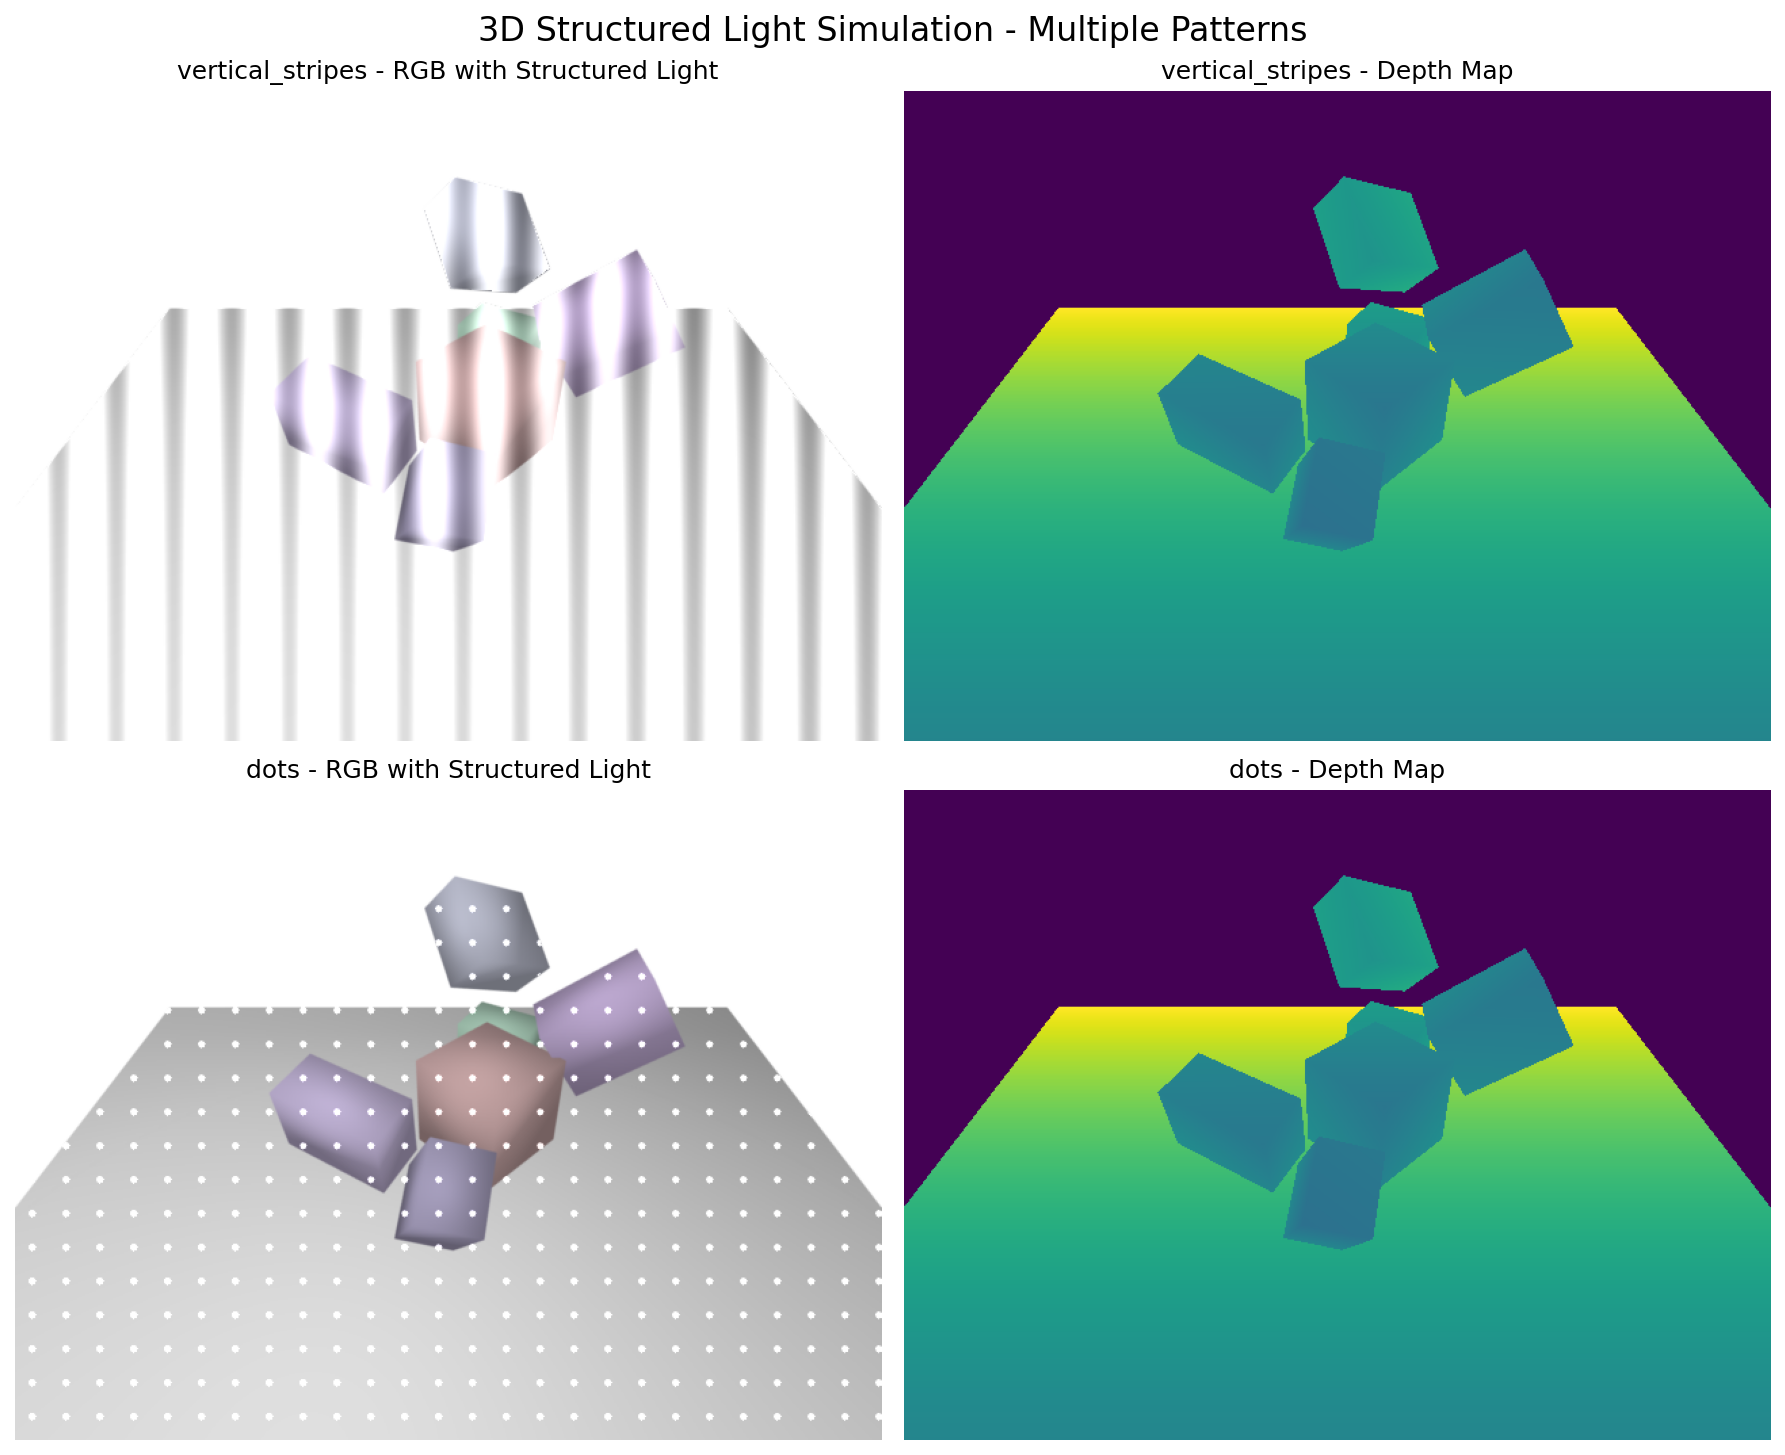 3D Structured Light Simulation - Multiple Patterns
vertical_stripes - RGB with Structured Light
vertical_stripes - Depth Map
dots - RGB with Structured Light
dots - Depth Map